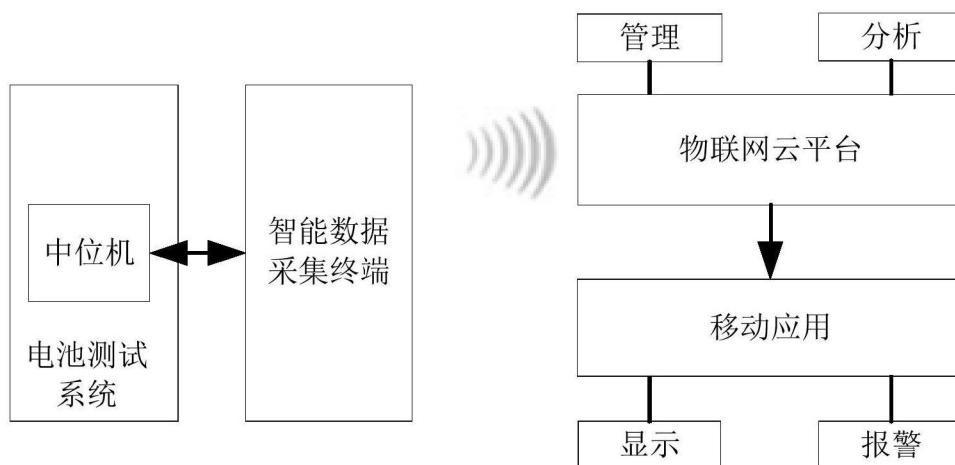 管理
分析
物联网云平台
中位机
智能数据
采集终端
电池测试
系统
移动应用
显示
报警